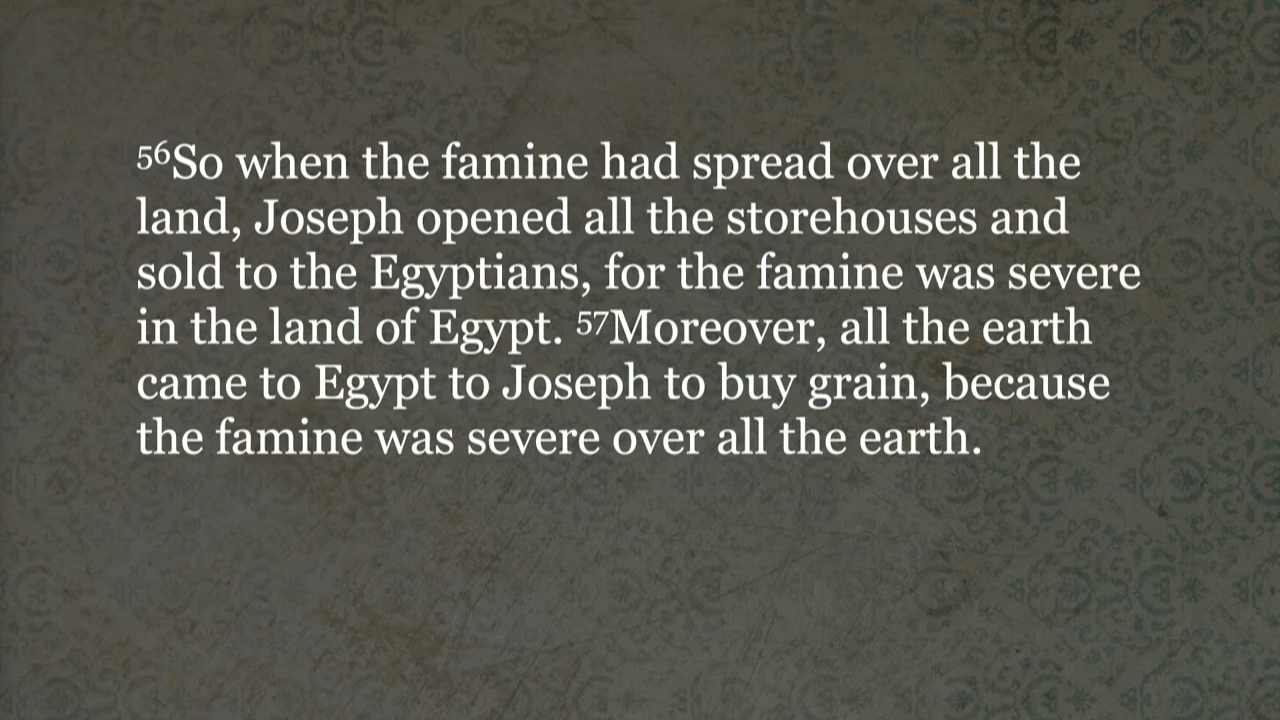 ⁵⁶So when the famine had spread over all the
land, Joseph opened all the storehouses and
sold to the Egyptians, for the famine was severe
in the land of Egypt. ⁵⁷Moreover, all the earth
came to Egypt to Joseph to buy grain, because
the famine was severe over all the earth.